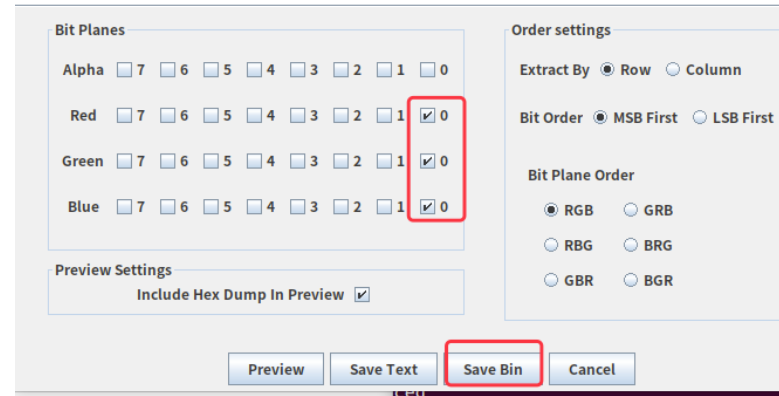 Bit Planes
Alpha 7 6 5 4 3 2 1 0
Red 7 6 5 4 3 2 1 0
Green 7 6 5 4 3 2 1 0
Blue 7 6 5 4 3 2 1 0
Preview Settings
Include Hex Dump In Preview
Order settings
Extract By Row Column
Bit Order MSB First LSB First
Bit Plane Order
RGB GRB
RBG BRG
GBR BGR
Preview Save Text Save Bin Cancel